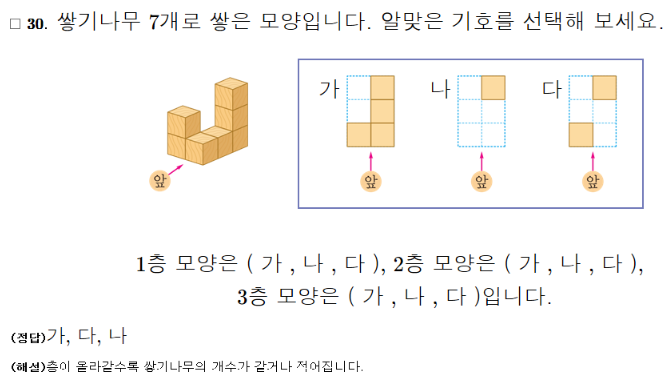 □ 30. 쌓기나무 7개로 쌓은 모양입니다. 알맞은 기호를 선택해 보세요.
가 나 다
앞
앞 앞 앞
1층 모양은 ( 가 , 나 , 다 ), 2층 모양은 ( 가 , 나 , 다 ),
3층 모양은 ( 가 , 나 , 다 )입니다.
(정답)가, 다, 나
(해설)층이 올라갈수록 쌓기나무의 개수가 같거나 적어집니다.